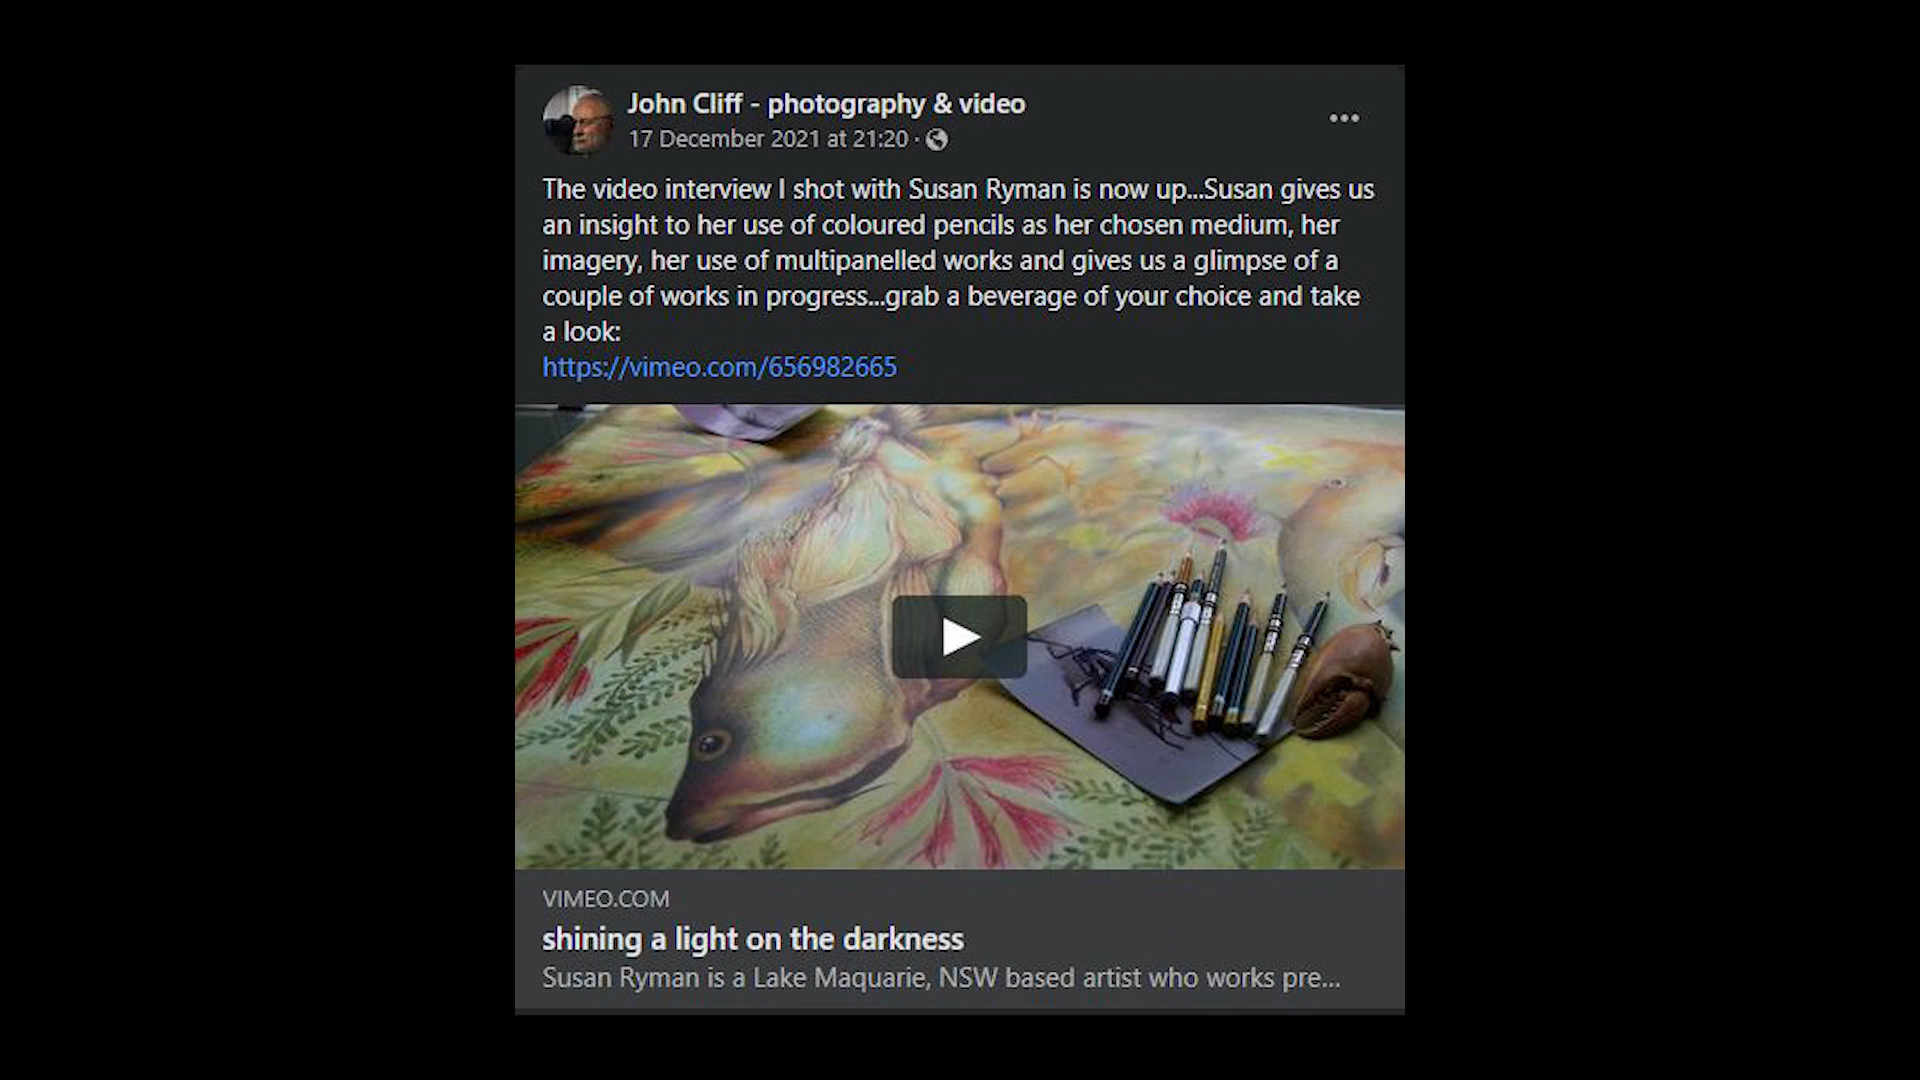 John Cliff - photography & video
17 December 2021 at 21:20 ·
The video interview I shot with Susan Ryman is now up...Susan gives us
an insight to her use of coloured pencils as her chosen medium, her
imagery, her use of multipanelled works and gives us a glimpse of a
couple of works in progress...grab a beverage of your choice and take
a look:
https://vimeo.com/656982665
VIMEO.COM
shining a light on the darkness
Susan Ryman is a Lake Maquarie, NSW based artist who works pre...